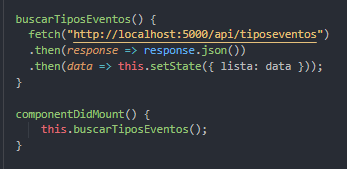 buscarTiposEventos() {
fetch("http://localhost:5000/api/tiposeventos")
.then(response => response.json())
.then(data => this.setState({ lista: data }));
}
componentDidMount() {
this.buscarTiposEventos();
}